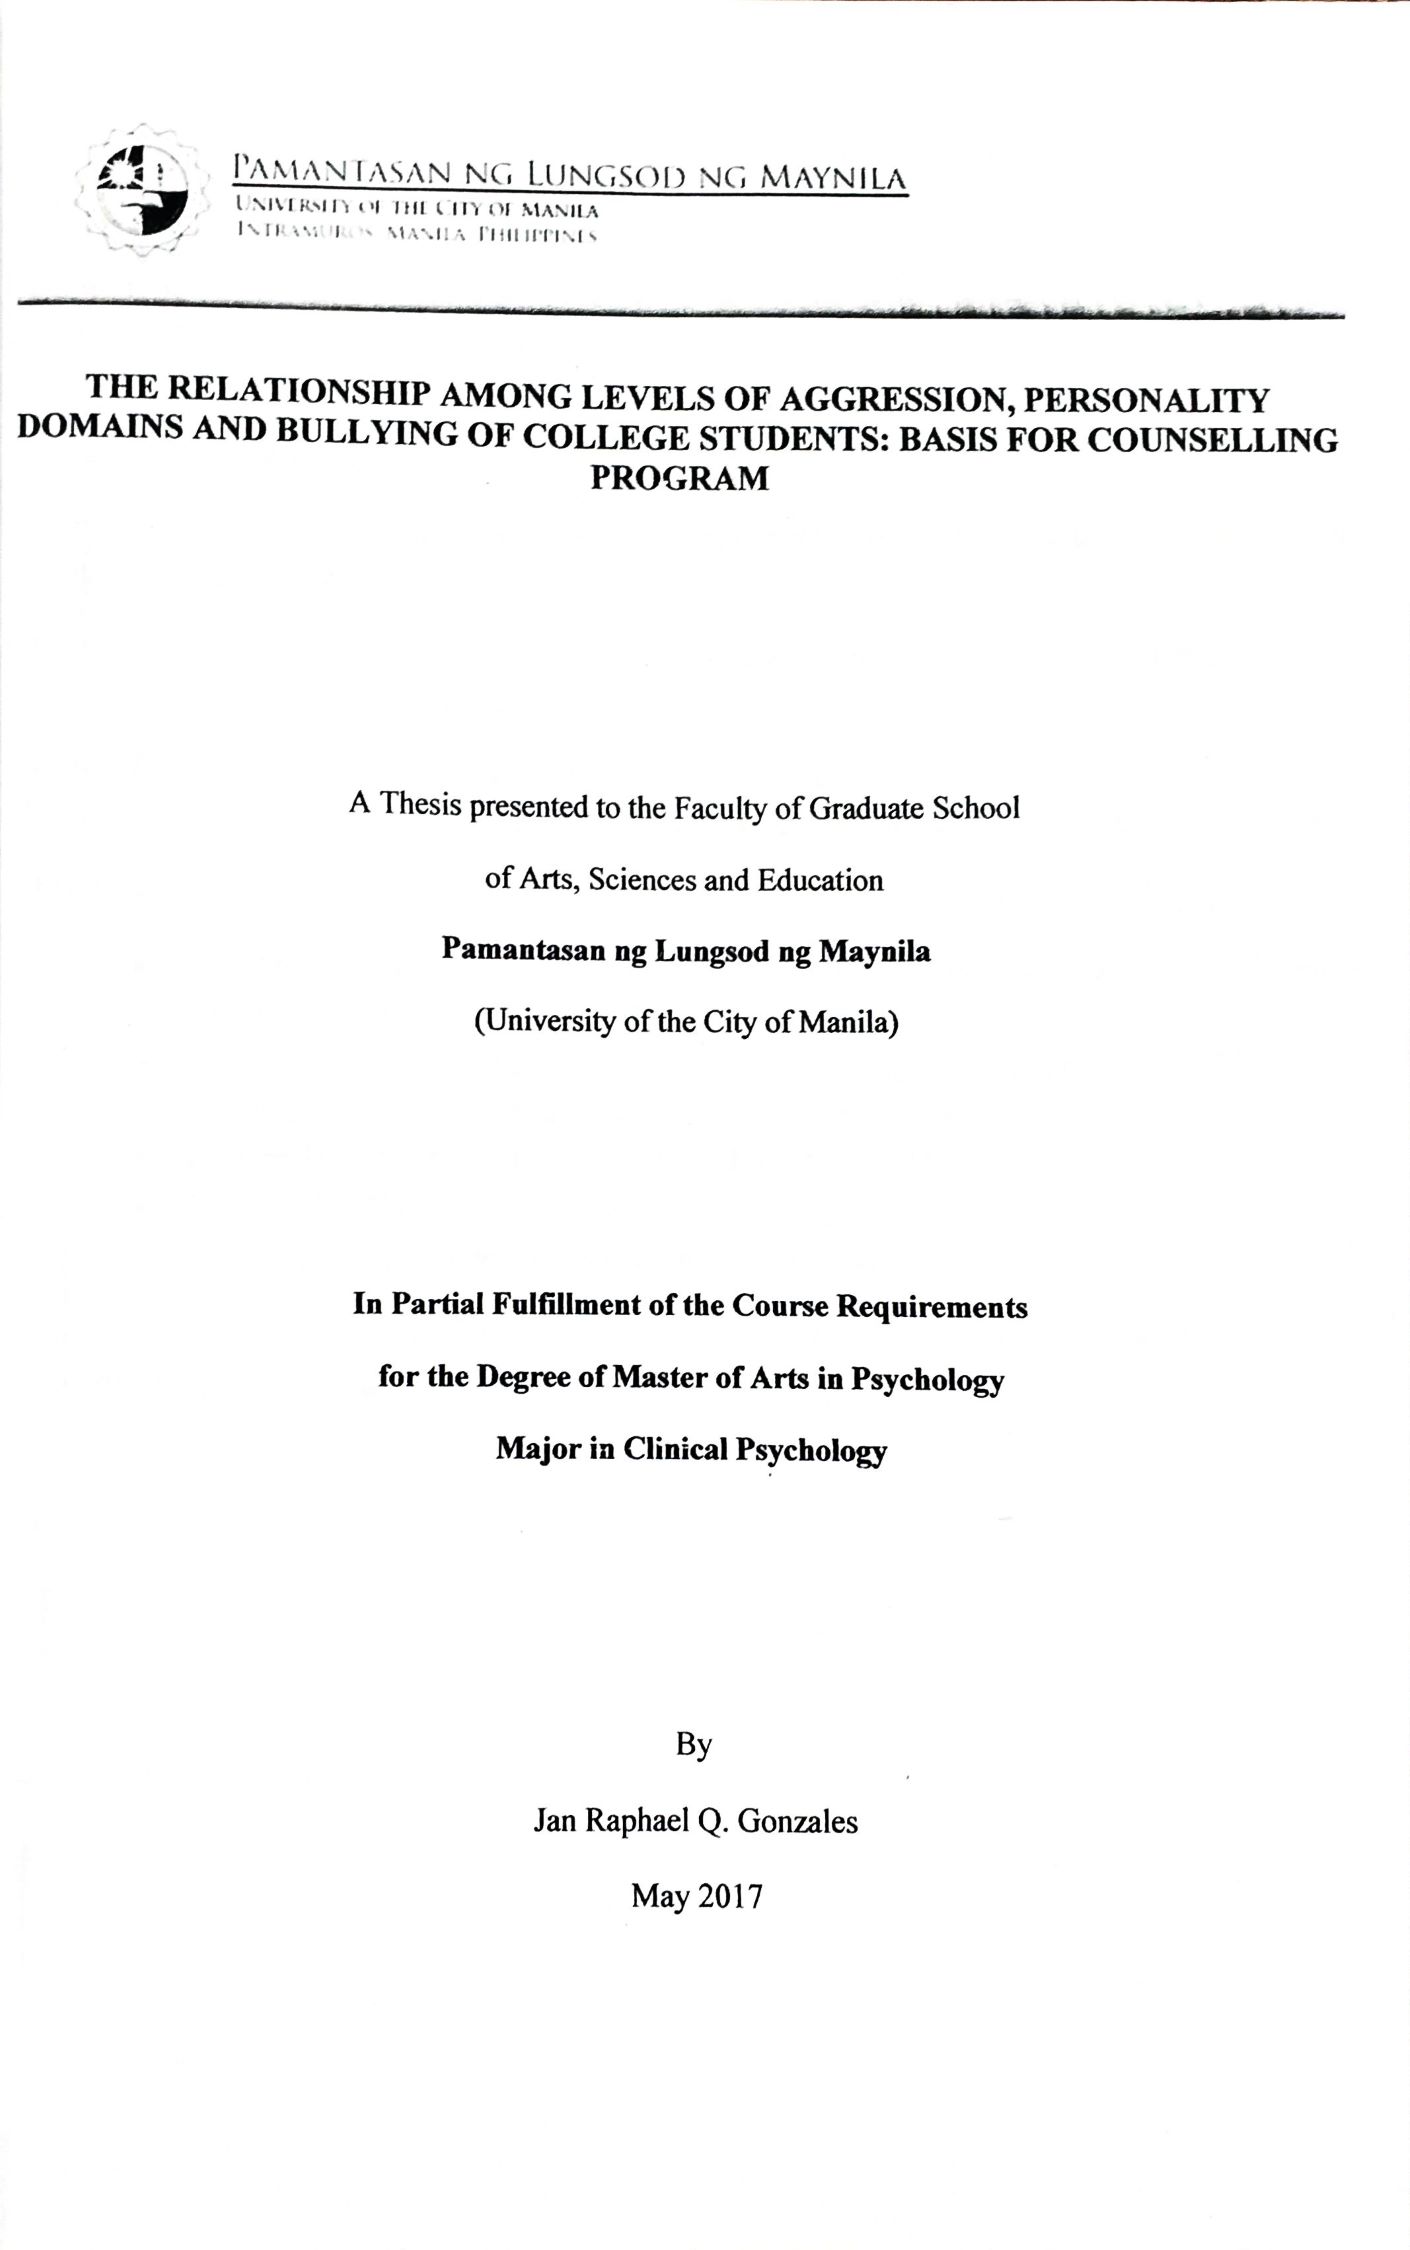 PAMANTASAN NG LUNGSOD NG MAYNILA
UNIVERSITY OF THE CITY OF MANILA
INTRAMUROS MANILA PHILIPPINES
THE RELATIONSHIP AMONG LEVELS OF AGGRESSION, PERSONALITY
DOMAINS AND BULLYING OF COLLEGE STUDENTS: BASIS FOR COUNSELLING
PROGRAM
A Thesis presented to the Faculty of Graduate School
of Arts, Sciences and Education
Pamantasan ng Lungsod ng Maynila
(University of the City of Manila)
In Partial Fulfillment of the Course Requirements
for the Degree of Master of Arts in Psychology
Major in Clinical Psychology
By
Jan Raphael Q. Gonzales
May 2017